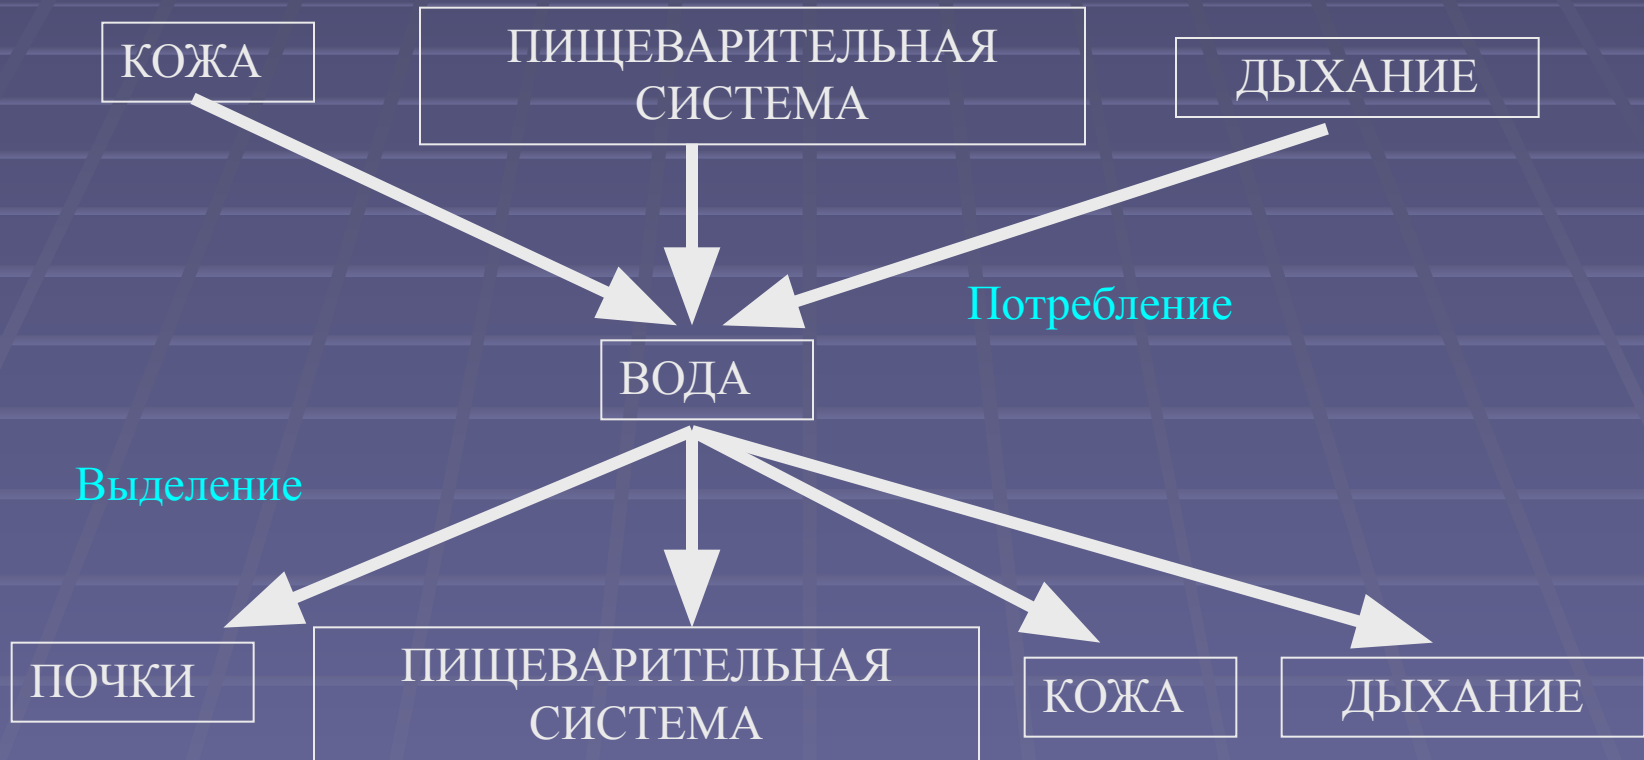 КОЖА
ПИЩЕВАРИТЕЛЬНАЯ
СИСТЕМА
ДЫХАНИЕ
Потребление
ВОДА
Выделение
ПОЧКИ
ПИЩЕВАРИТЕЛЬНАЯ
СИСТЕМА
КОЖА
ДЫХАНИЕ